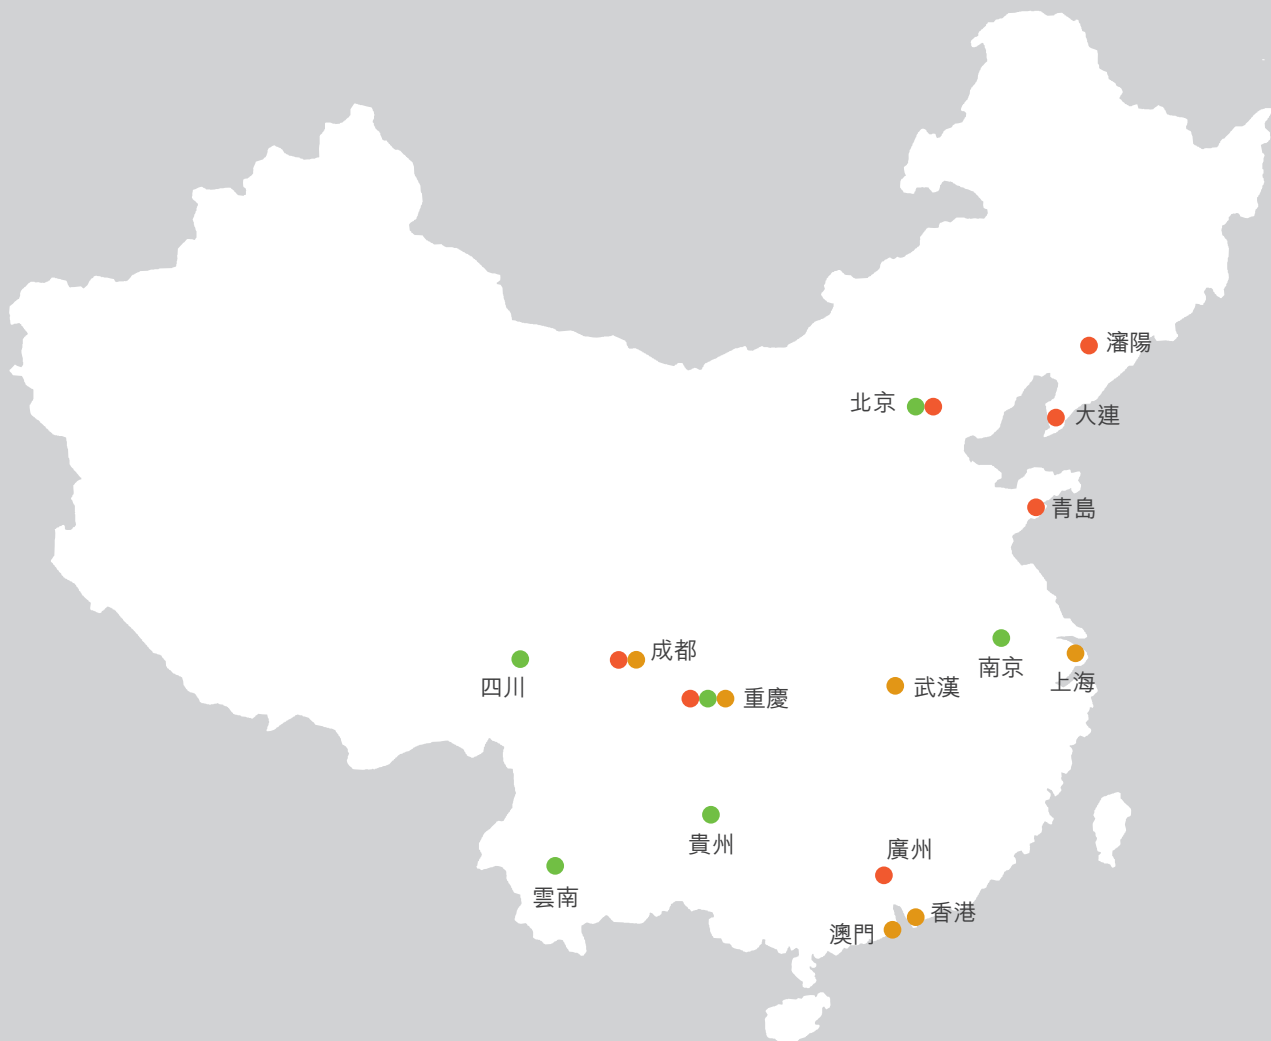 瀋陽
北京
大連
青島
成都
南京
上海
四川
武漢
重慶
貴州
廣州
雲南
香港
澳門